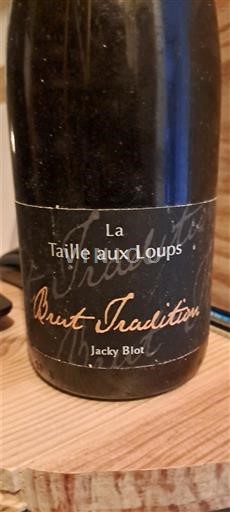 La
Taille aux Loups
Brut Tradition
Jacky Blot